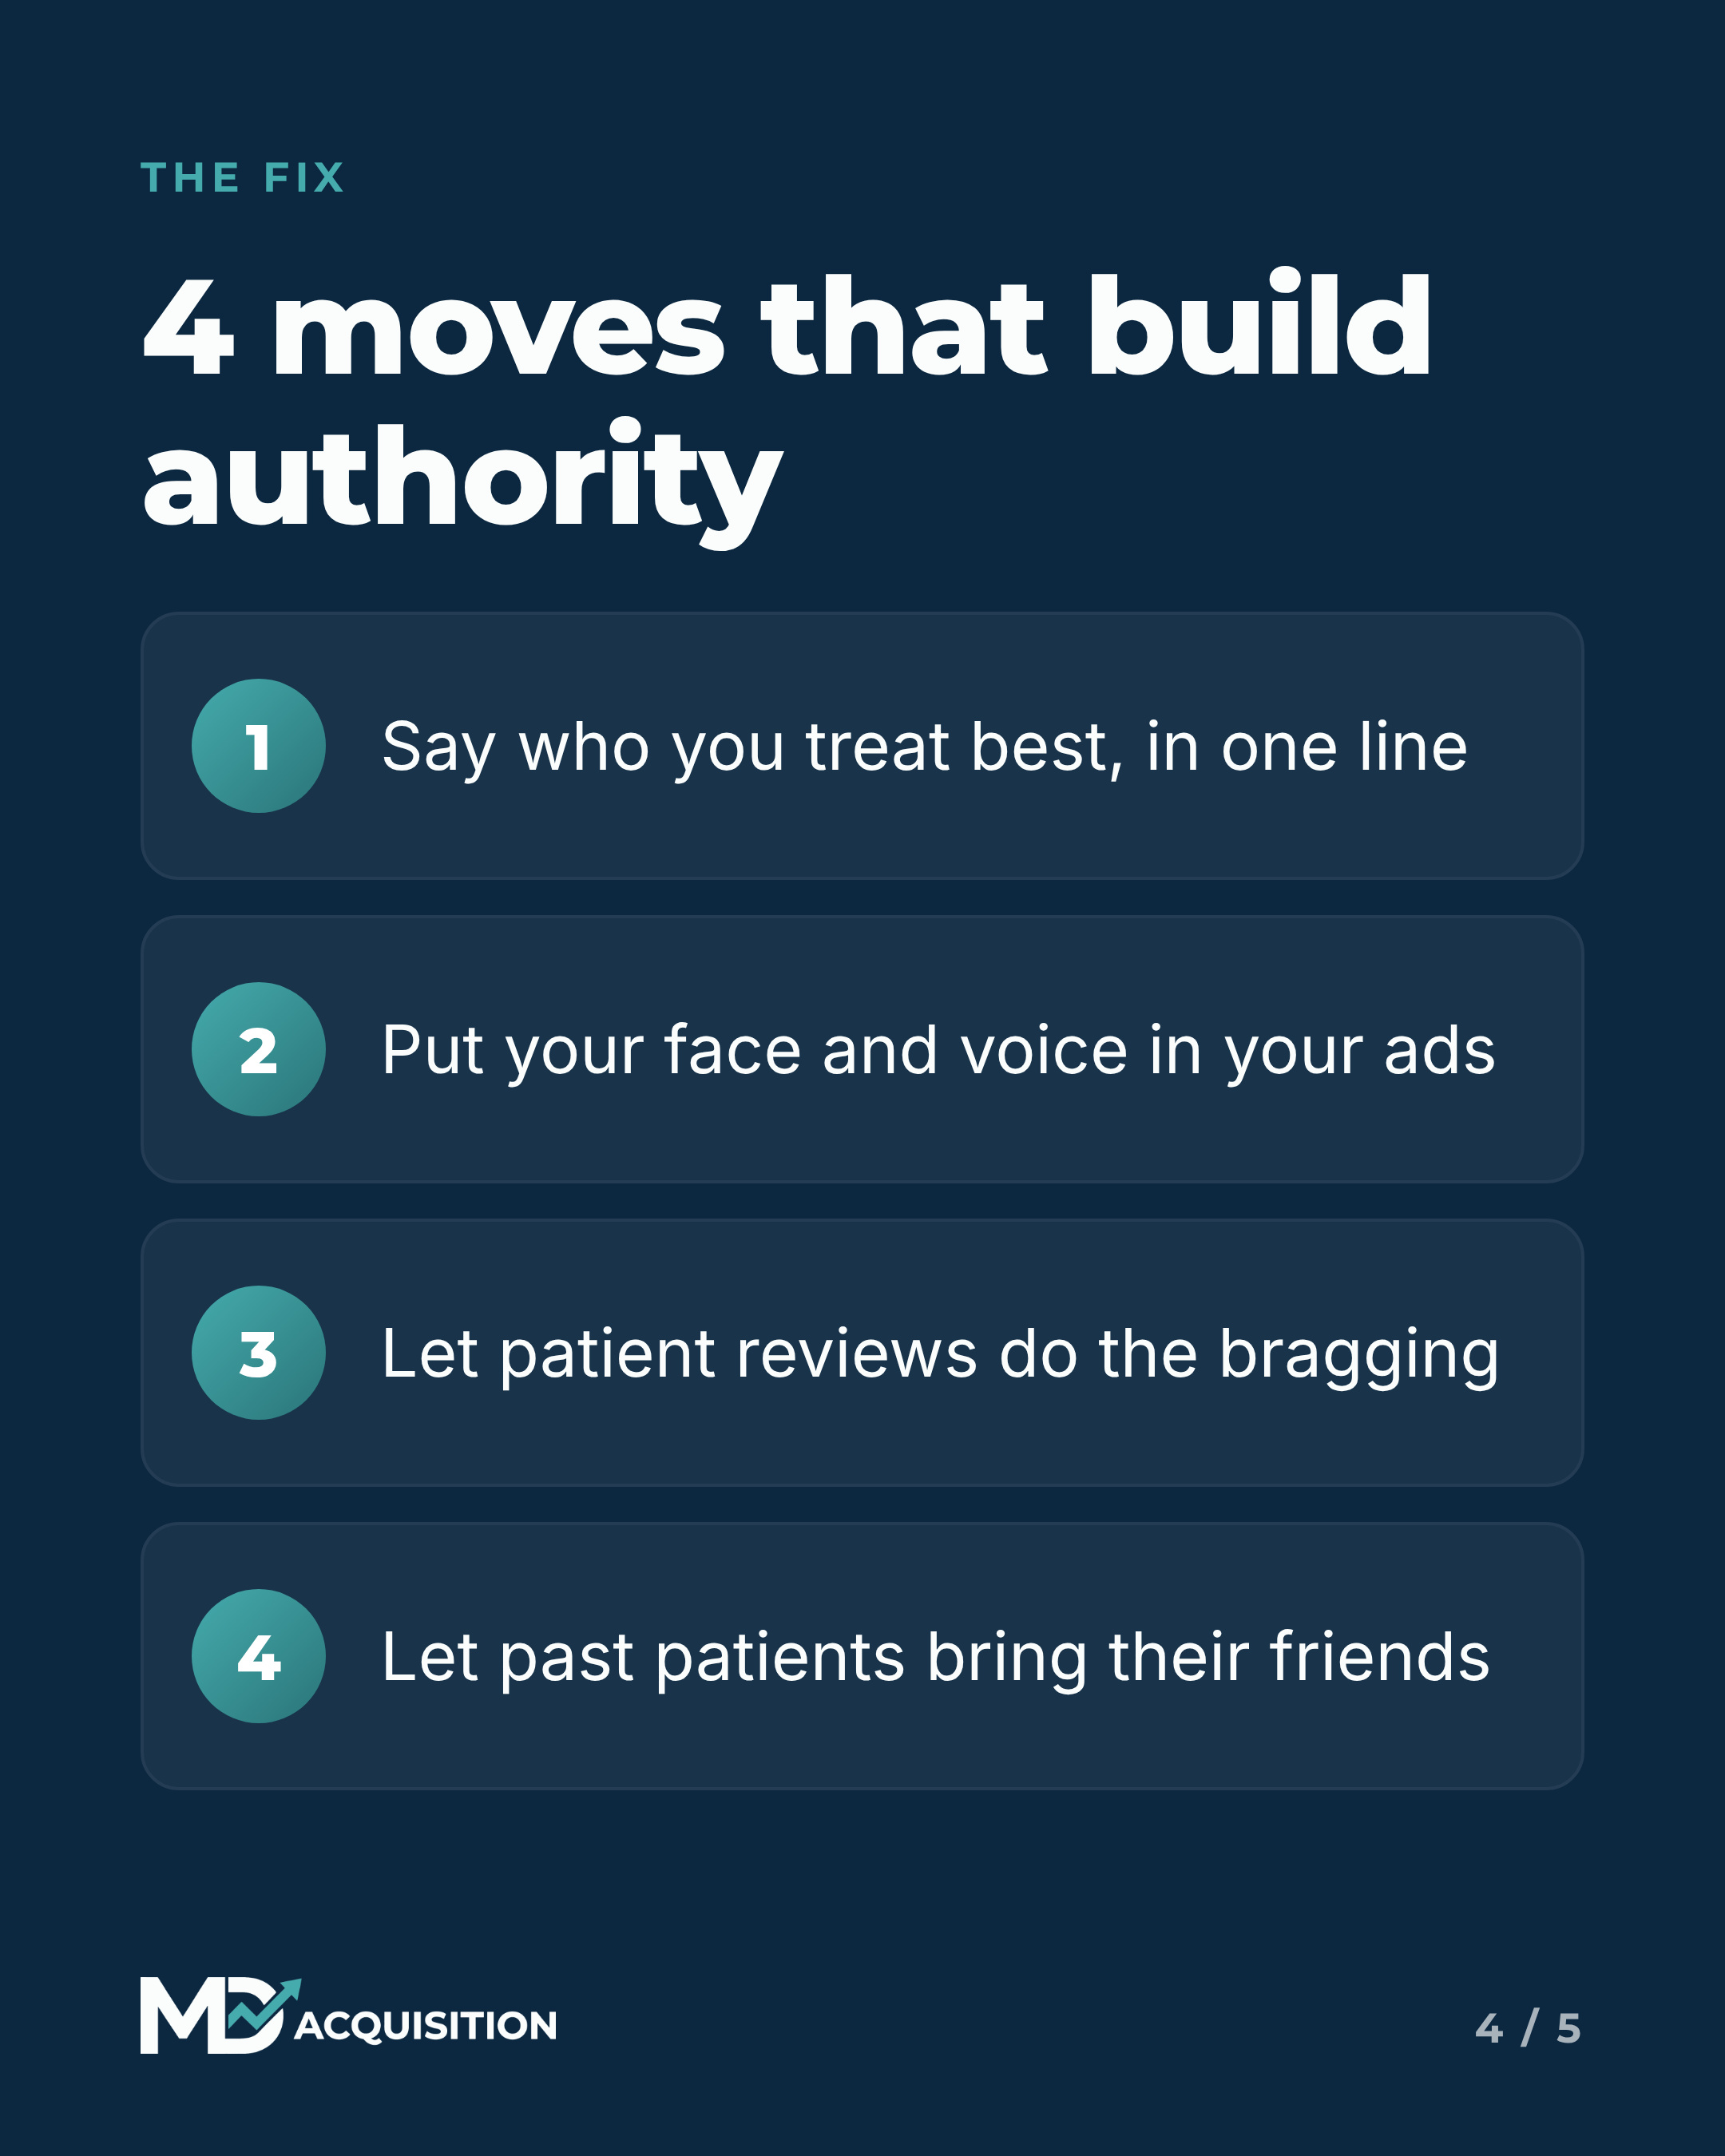 THE FIX
4 moves that build
authority
1 Say who you treat best, in one line
2 Put your face and voice in your ads
3 Let patient reviews do the bragging
4 Let past patients bring their friends
MD ACQUISITION
4 / 5